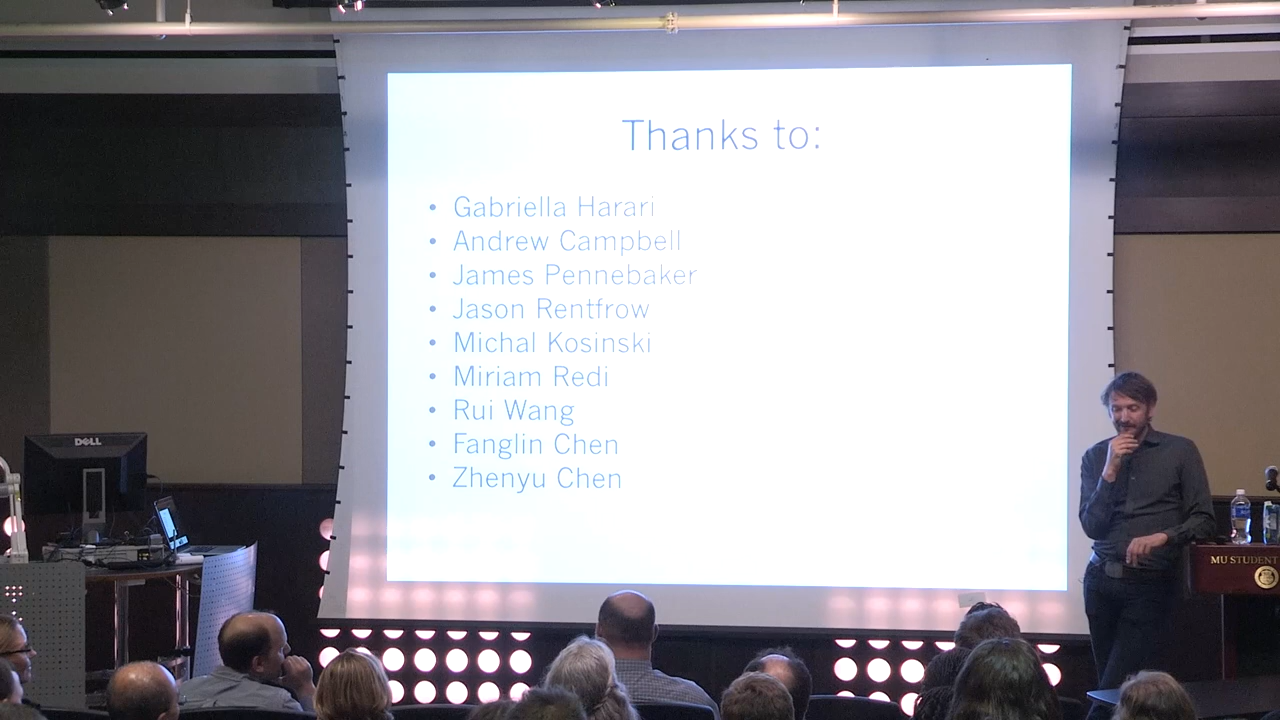 Thanks to:
• Gabriella Harari
• Andrew Campbell
• James Pennebaker
• Jason Rentfrow
• Michal Kosinski
• Miriam Redi
• Rui Wang
• Fanglin Chen
• Zhenyu Chen
DELL
MU STUDENT